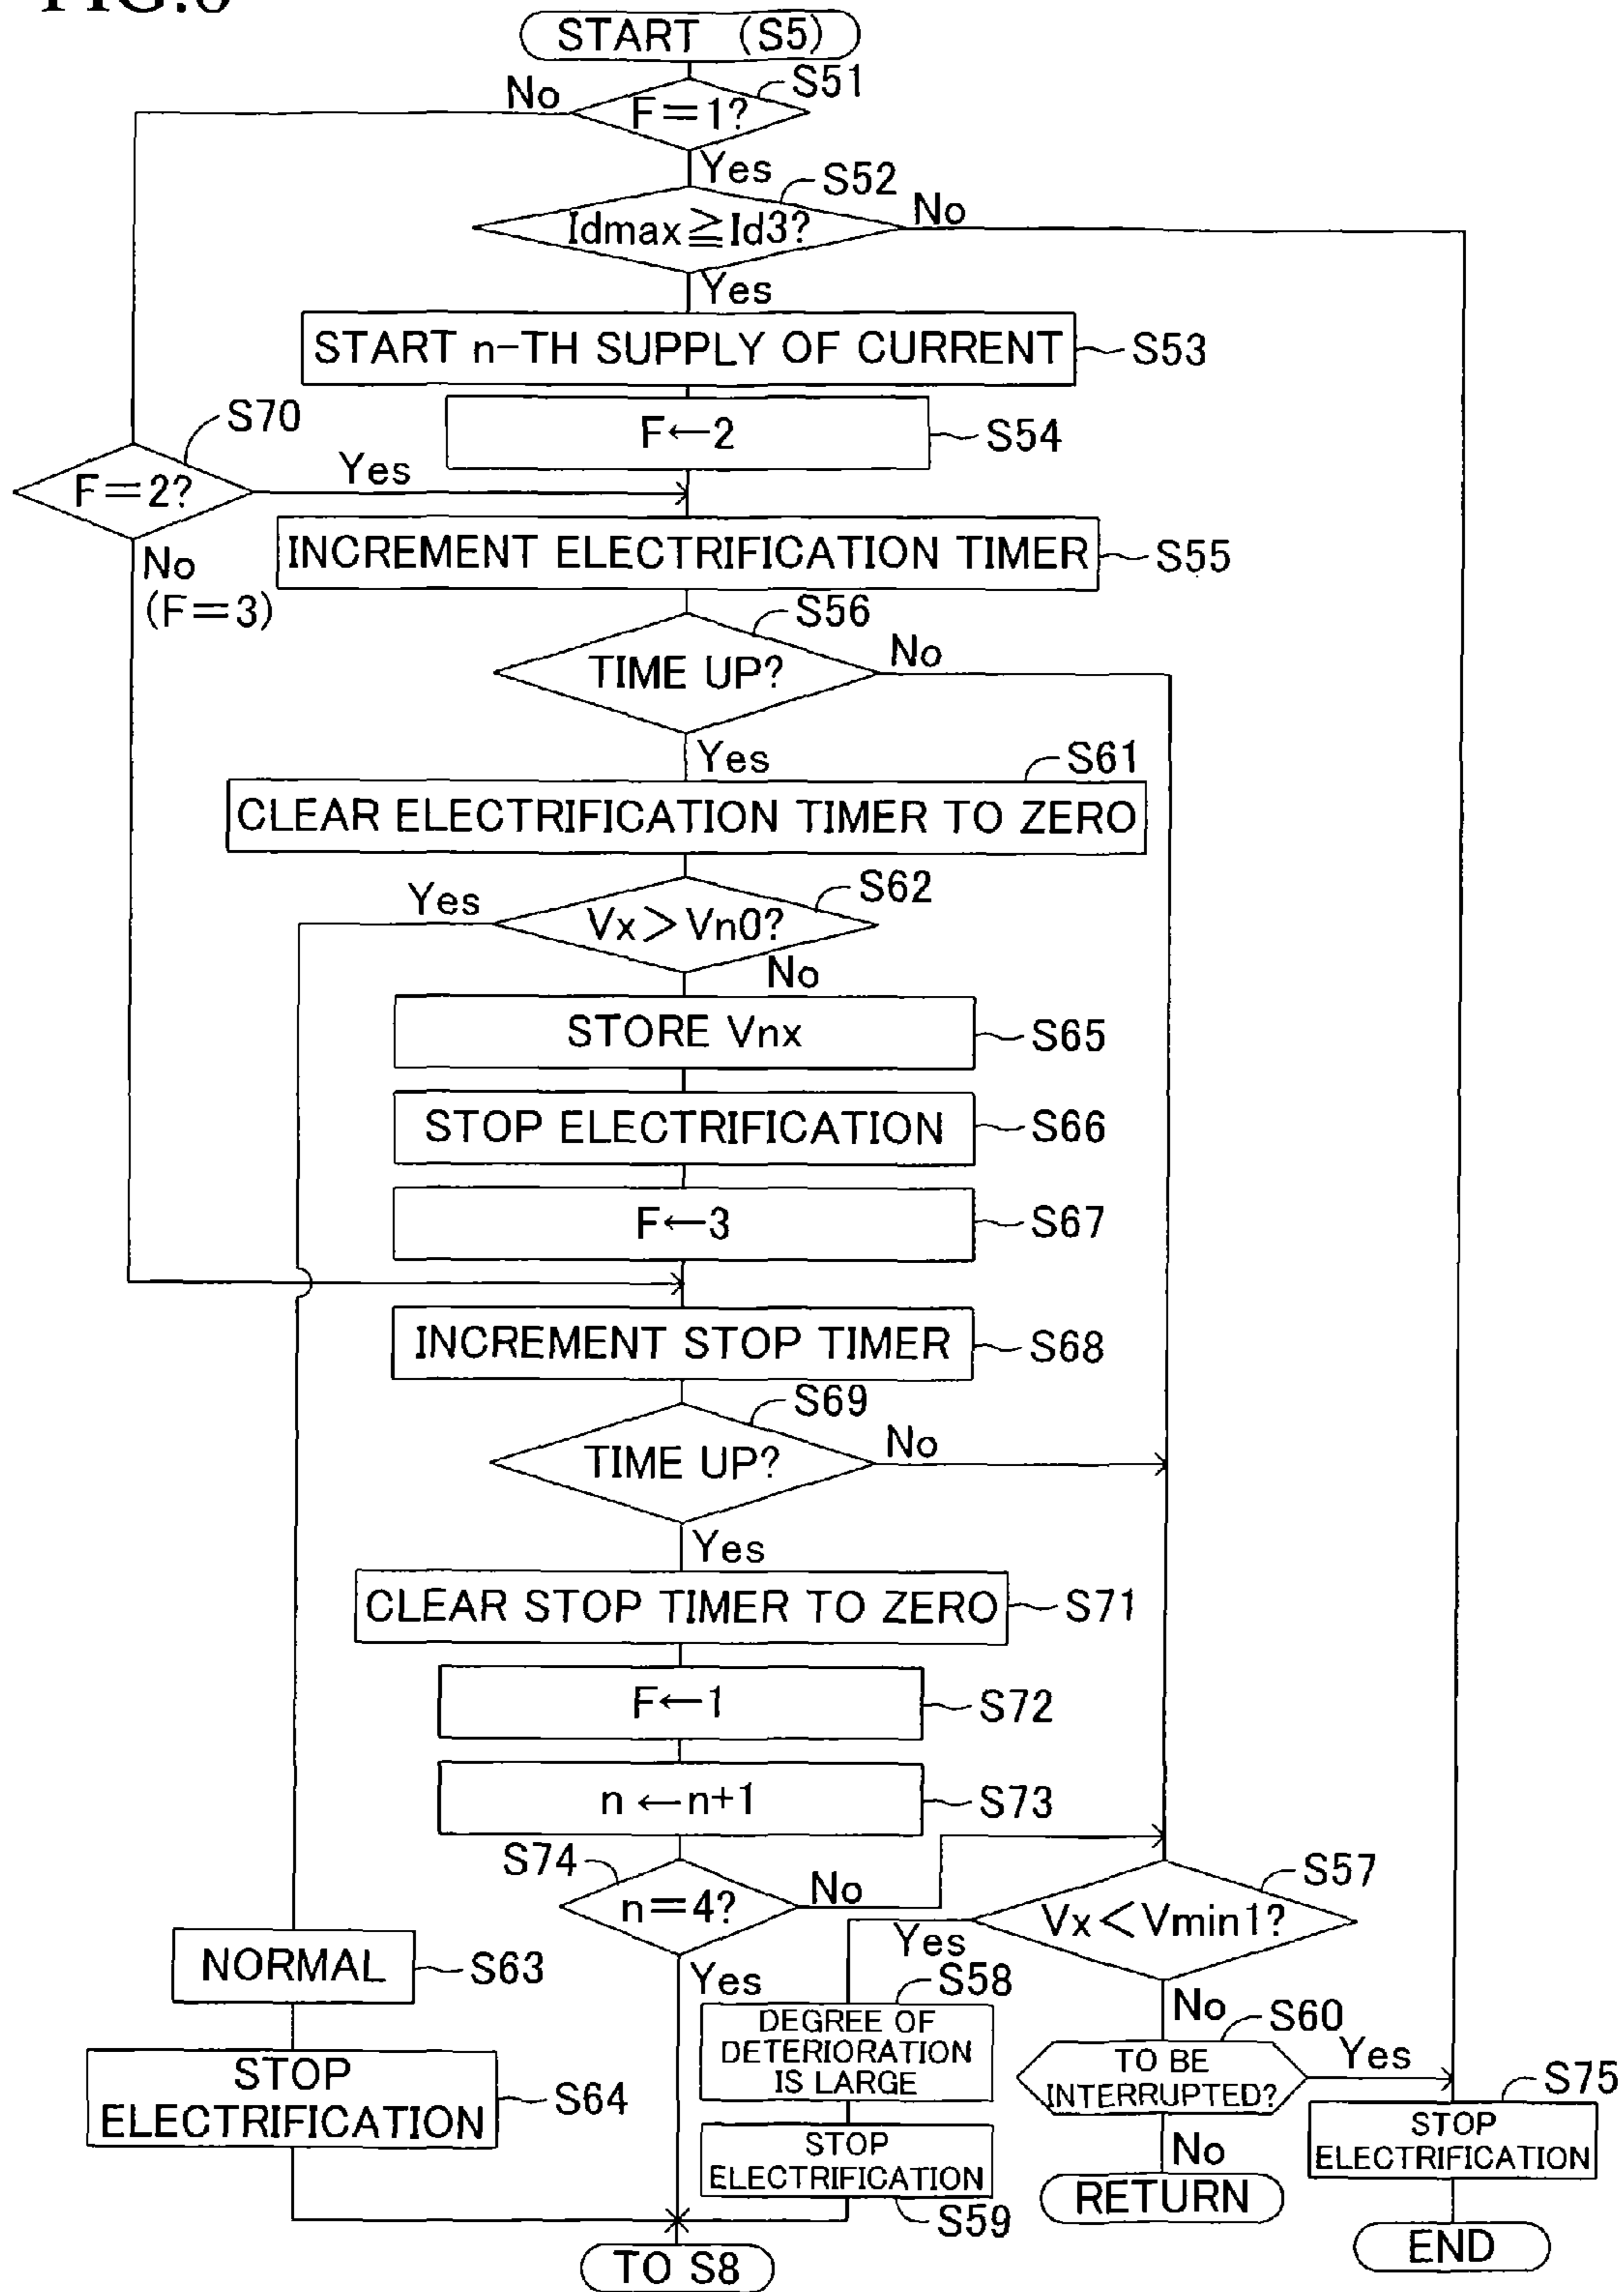 FIG.6
START (S5)
S51
No
F=1?
Yes
S52
No
Idmax≧Id3?
Yes
START n-TH SUPPLY OF CURRENT
S53
S70
F←2
S54
F=2?
Yes
No
(F=3)
INCREMENT ELECTRIFICATION TIMER
S55
S56
TIME UP?
No
Yes
S61
CLEAR ELECTRIFICATION TIMER TO ZERO
S62
Yes
Vx>Vn0?
No
STORE Vnx
S65
STOP ELECTRIFICATION
S66
F←3
S67
INCREMENT STOP TIMER
S68
S69
TIME UP?
No
Yes
CLEAR STOP TIMER TO ZERO
S71
F←1
S72
n←n+1
S73
S74
n=4?
No
Yes
S57
Vx<Vmin1?
Yes
No
NORMAL
S63
STOP
ELECTRIFICATION
S64
S58
DEGREE OF
DETERIORATION
IS LARGE
STOP
ELECTRIFICATION
S59
S60
TO BE
INTERRUPTED?
Yes
No
RETURN
S75
STOP
ELECTRIFICATION
END
TO S8